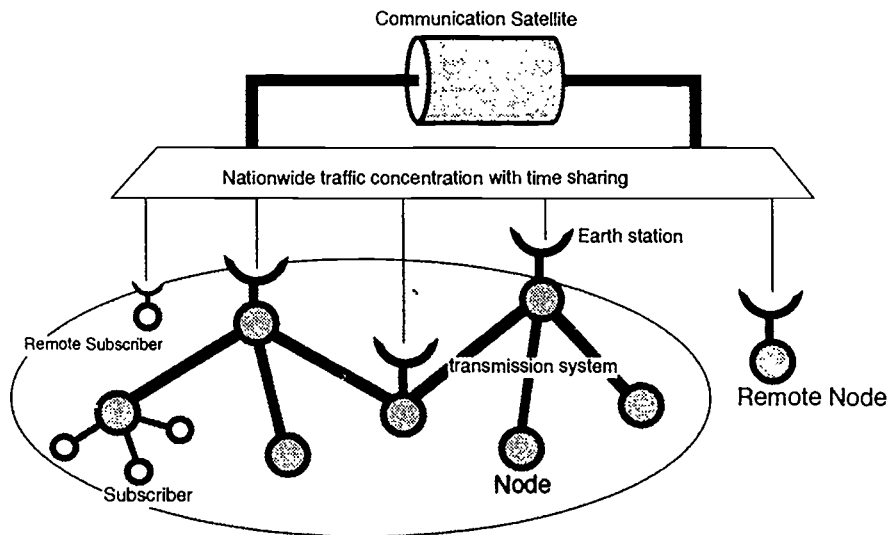 Communication Satellite
Nationwide traffic concentration with time sharing
Earth station
Remote Subscriber
transmission system
Remote Node
Subscriber
Node